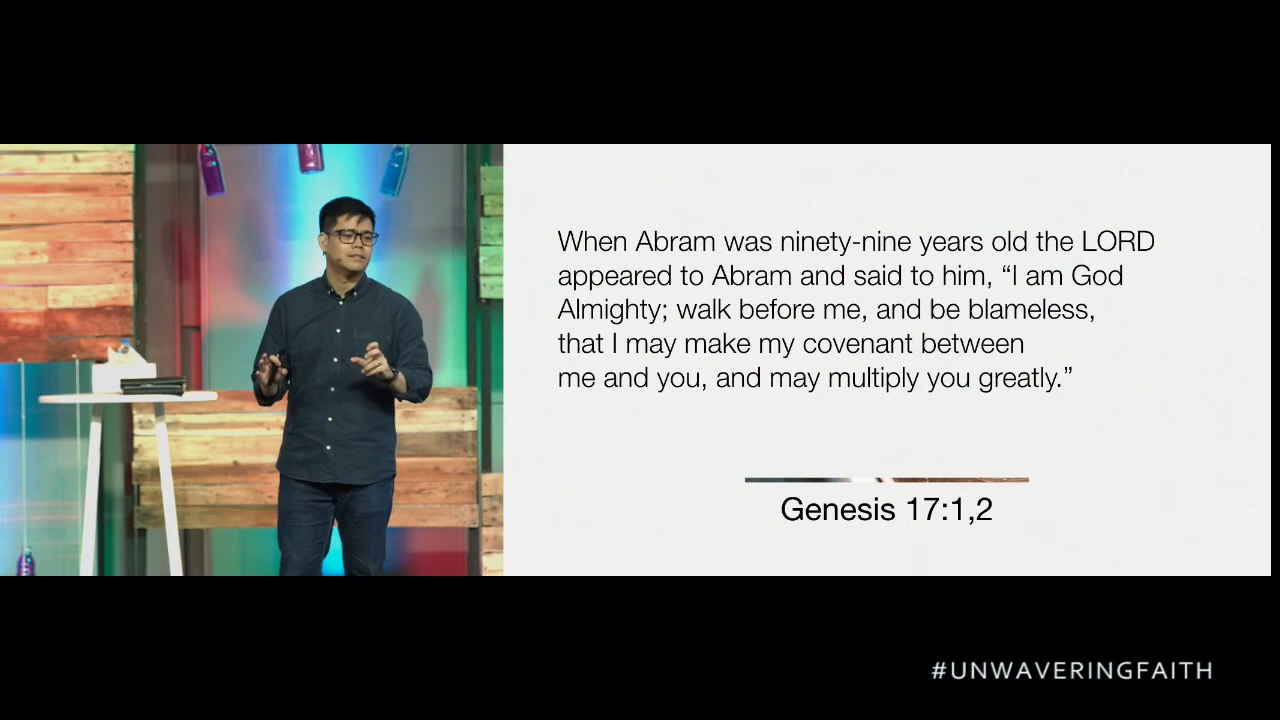 When Abram was ninety-nine years old the LORD
appeared to Abram and said to him, “I am God
Almighty; walk before me, and be blameless,
that I may make my covenant between
me and you, and may multiply you greatly.”
Genesis 17:1,2
#UNWAVERINGFAITH